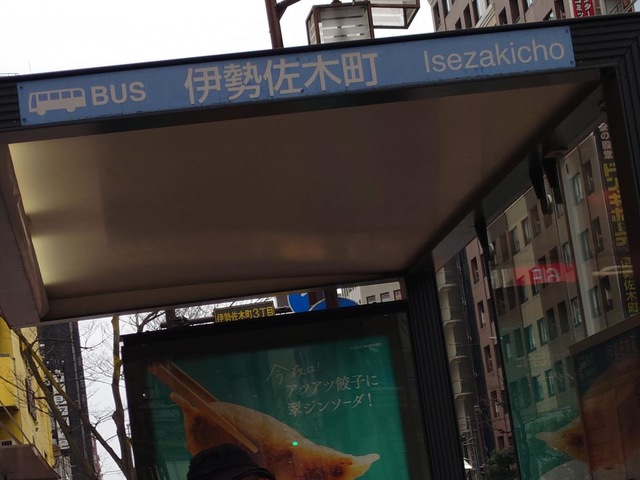 BUS 伊勢佐木町 Isezakicho
伊勢佐木町3丁目
今夜は
アツアツ餃子に
翠ジンソーダ!